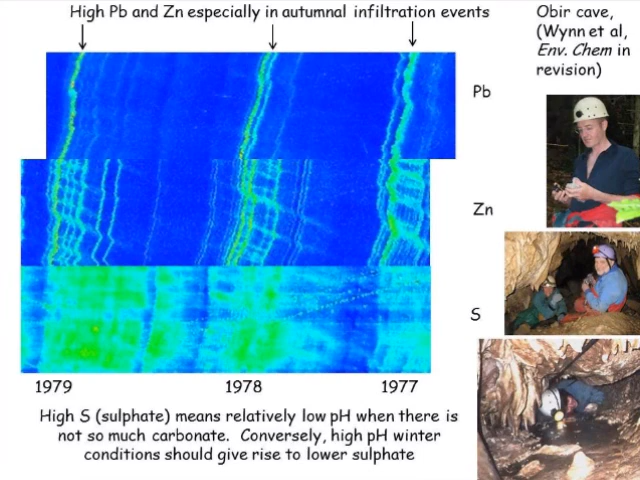 High Pb and Zn especially in autumnal infiltration events
Obir cave,
(Wynn et al,
Env. Chem in
revision)
Pb
Zn
S
1979 1978 1977
High S (sulphate) means relatively low pH when there is
not so much carbonate. Conversely, high pH winter
conditions should give rise to lower sulphate